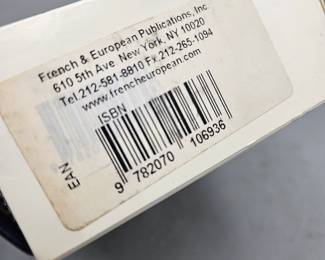 French & European Publications, Inc
610 5th Ave New York, NY 10020
Tel.212-581-8810 Fx.212-265-1094
www.frencheuropean.com
ISBN
EAN
9 782070 106936